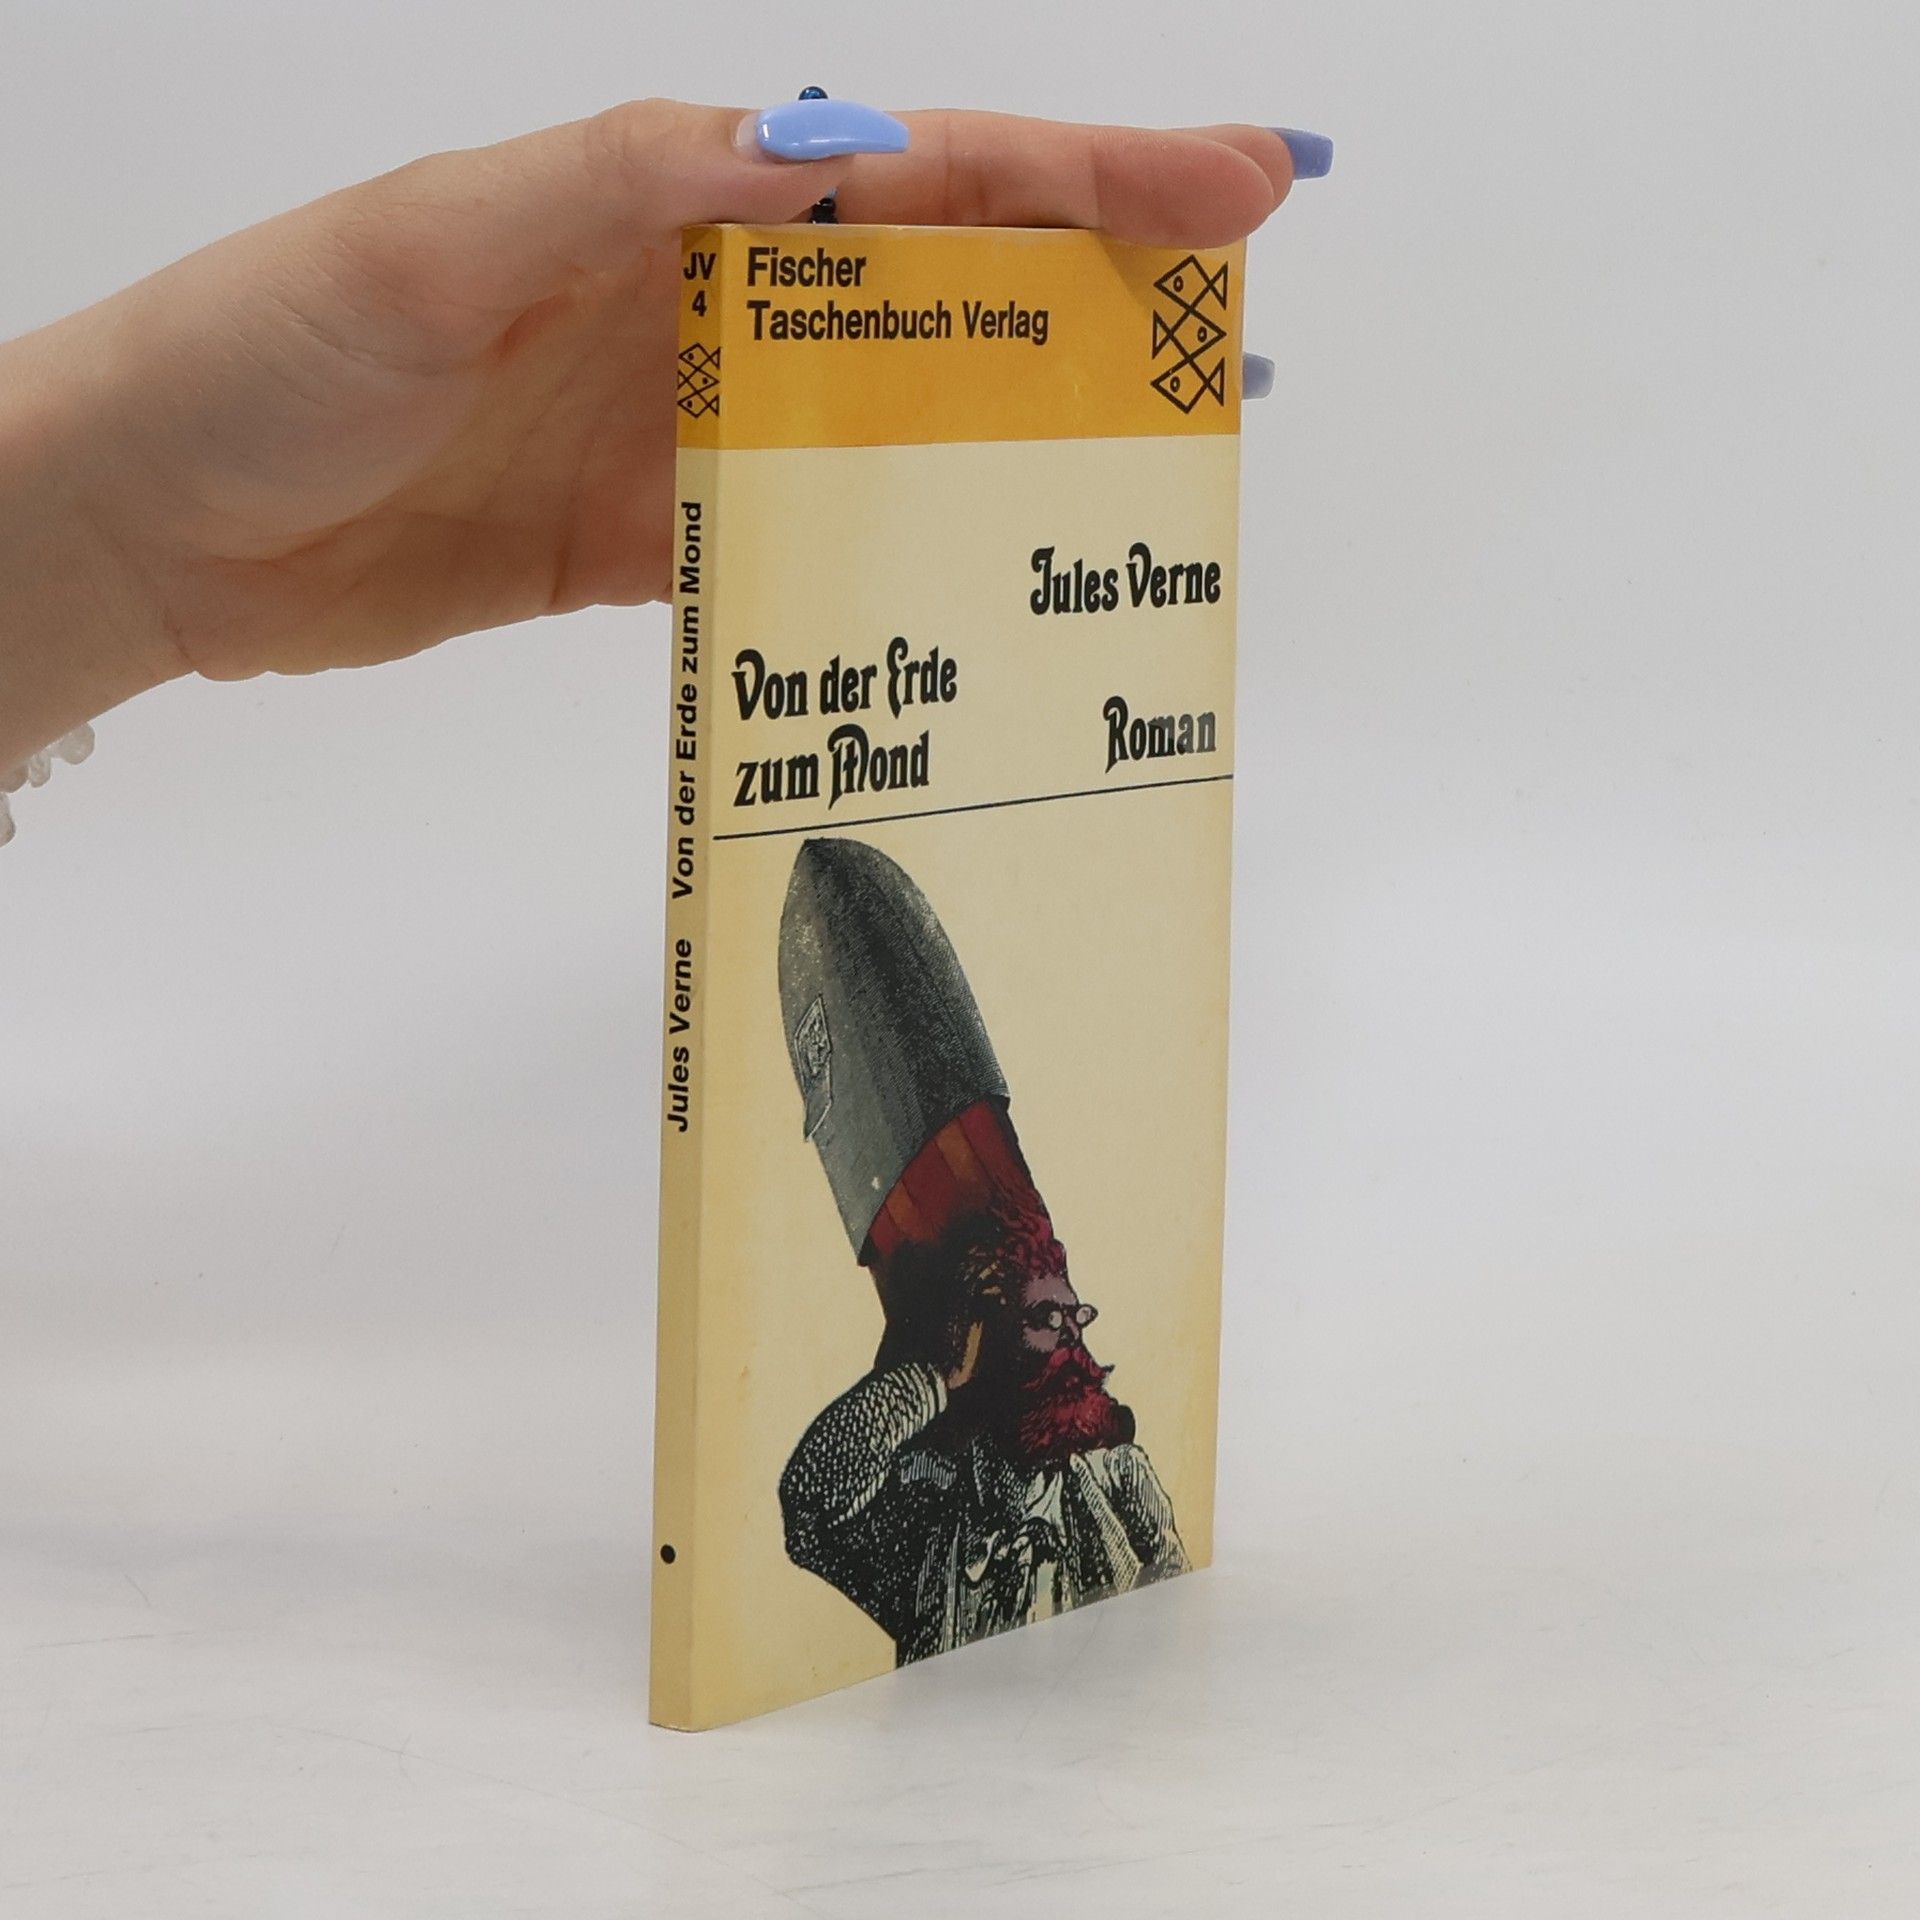 JV
4
Jules Verne Von der Erde zum Mond
Fischer
Taschenbuch Verlag
Jules Verne
Von der Erde
zum Mond
Roman